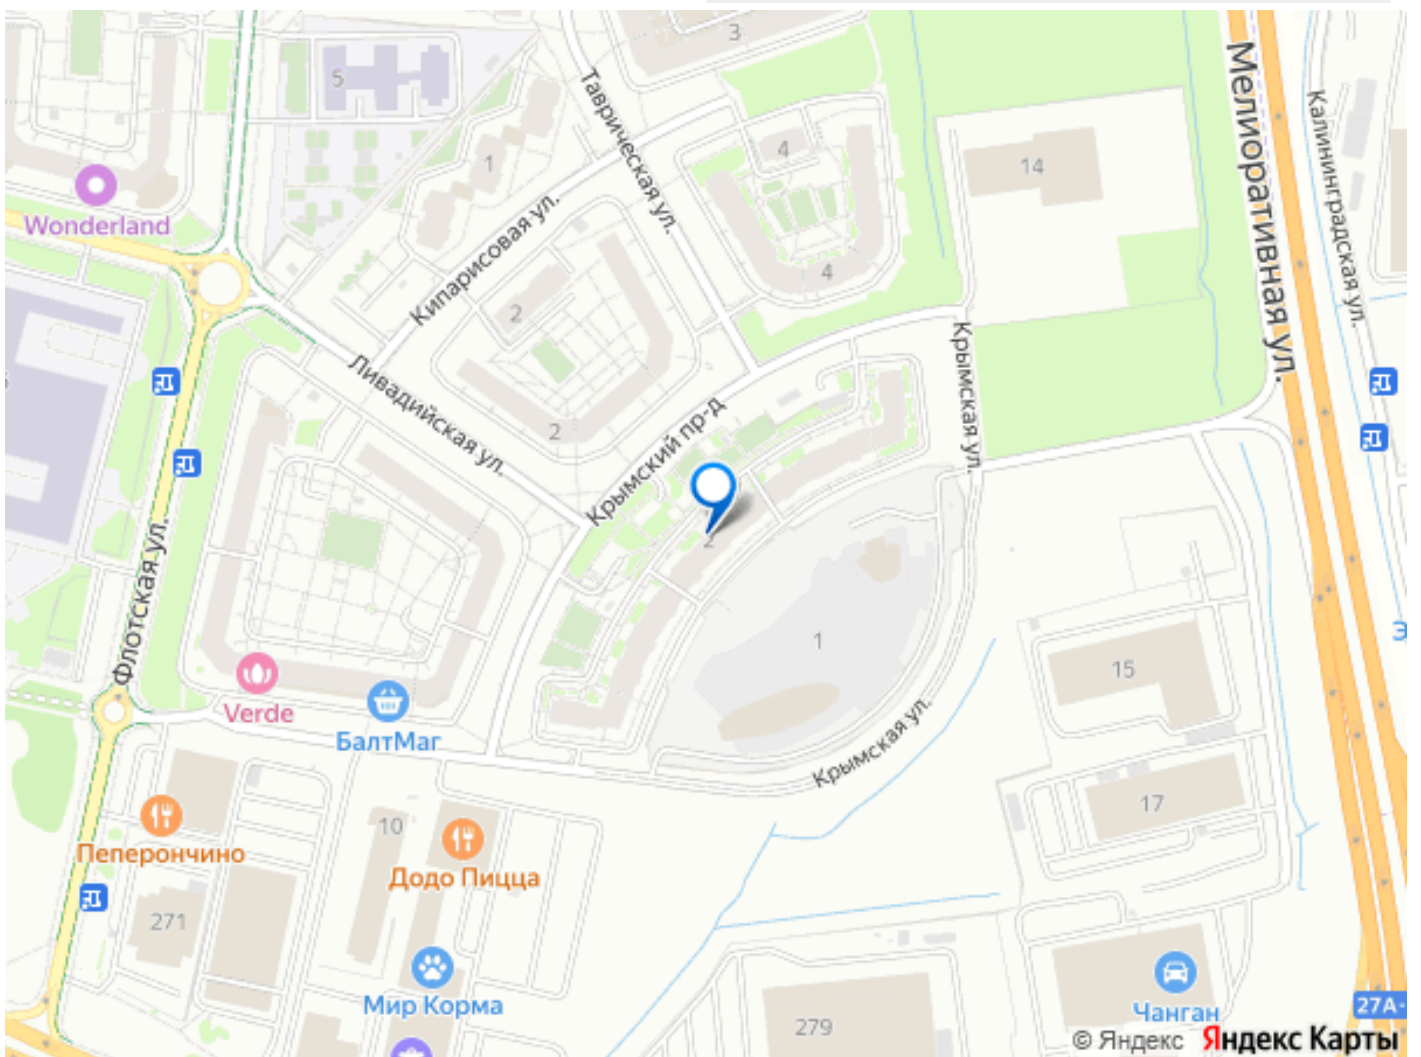 3
5
Таврическая ул.
Мелиоративная ул.
Калининградская ул.
1
4
14
Wonderland
Кипарисовая ул.
4
2
Крымская ул.
Ливадийская ул.
2
Крымский пр-д
2
Флотская ул.
1
15
Verde
БалтМаг
Крымская ул.
17
10
Пеперончино
Додо Пицца
271
Мир Корма
Чанган
27А-
279
© Яндекс Яндекс Карты